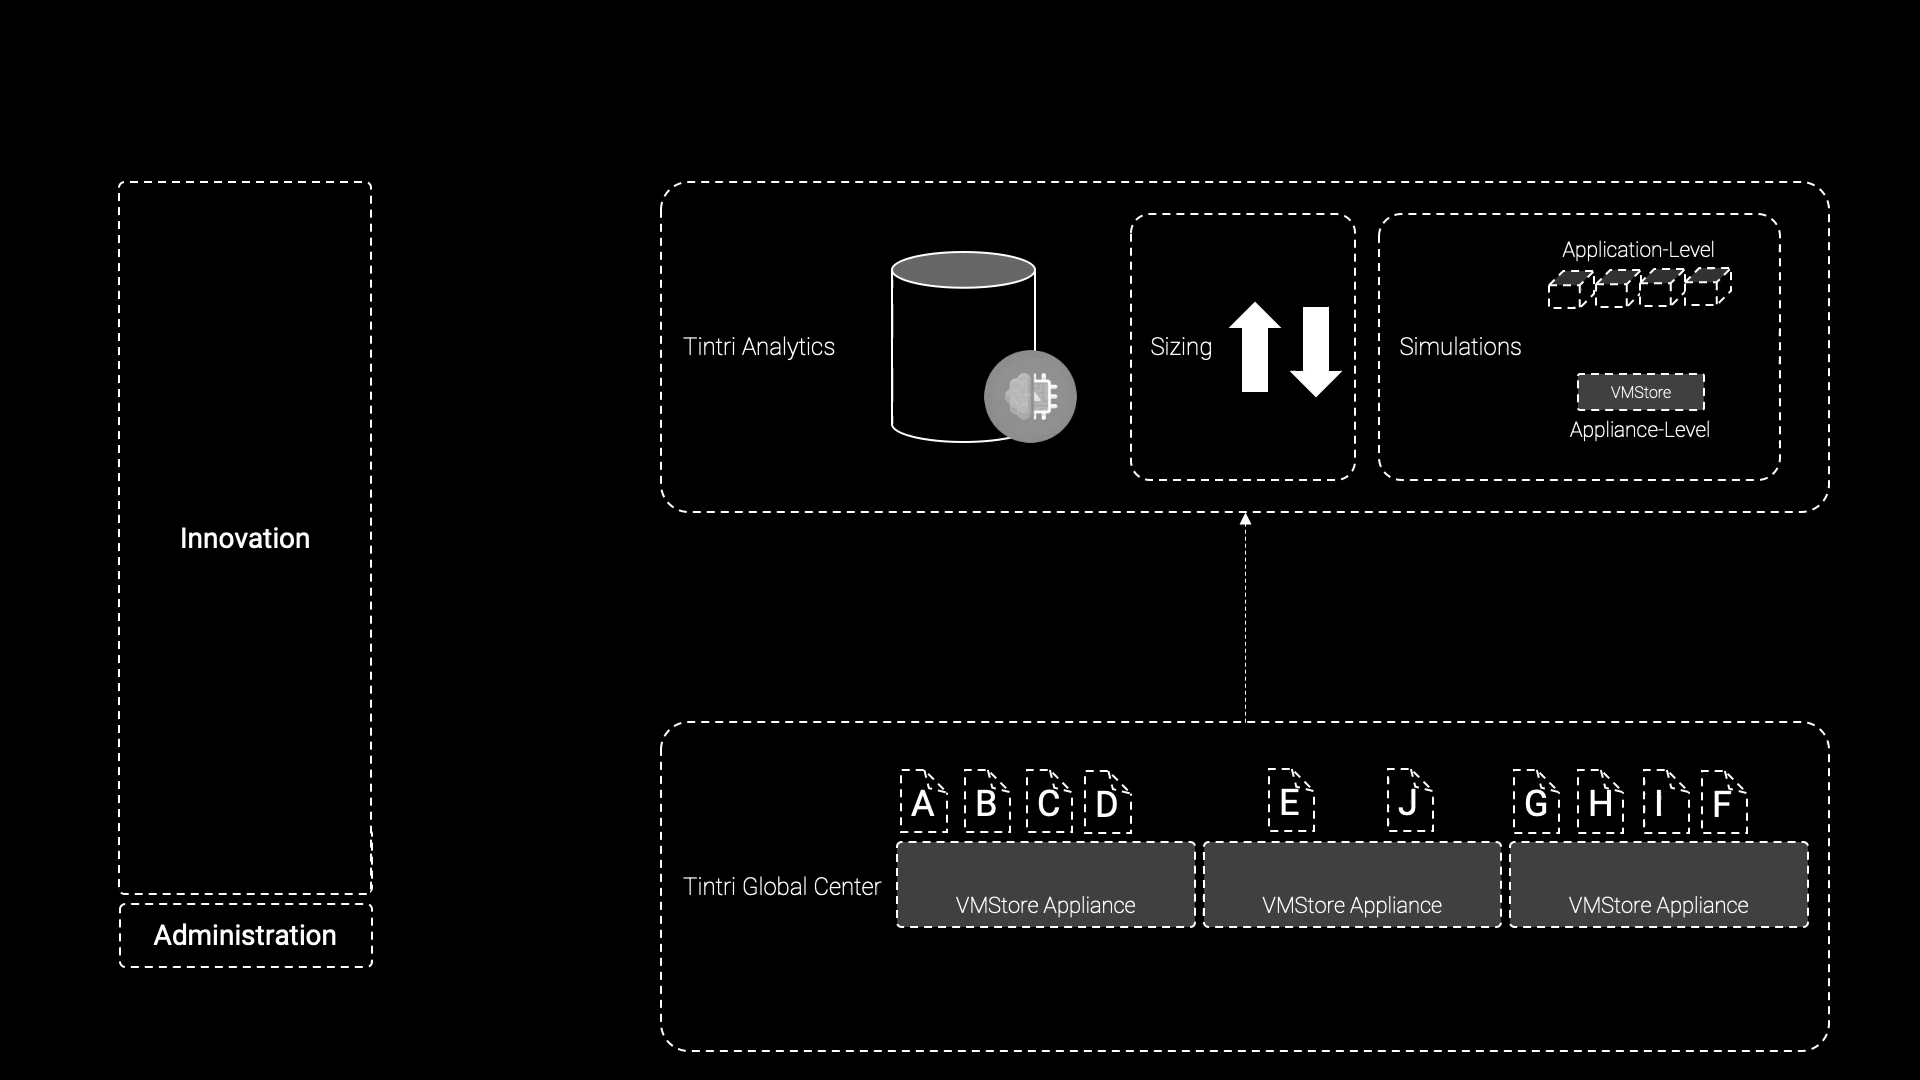 Innovation
Administration
Tintri Analytics
Sizing
Simulations
Application-Level
VMStore
Appliance-Level
Tintri Global Center
A B C D E J G H I F
VMStore Appliance
VMStore Appliance
VMStore Appliance